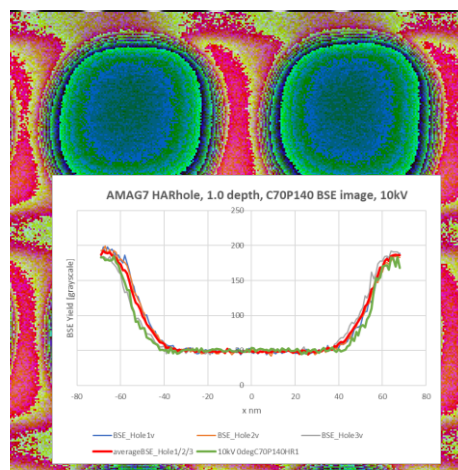 AMAG7 HARhole, 1.0 depth, C70P140 BSE image, 10kV
250
200
150
100
50
0
BSE Yield [grayscale]
-80 -60 -40 -20 0 20 40 60 80
x nm
BSE_Hole1v BSE_Hole2v BSE_Hole3v
averageBSE_Hole1/2/3 10kV 0degC70P140HR1